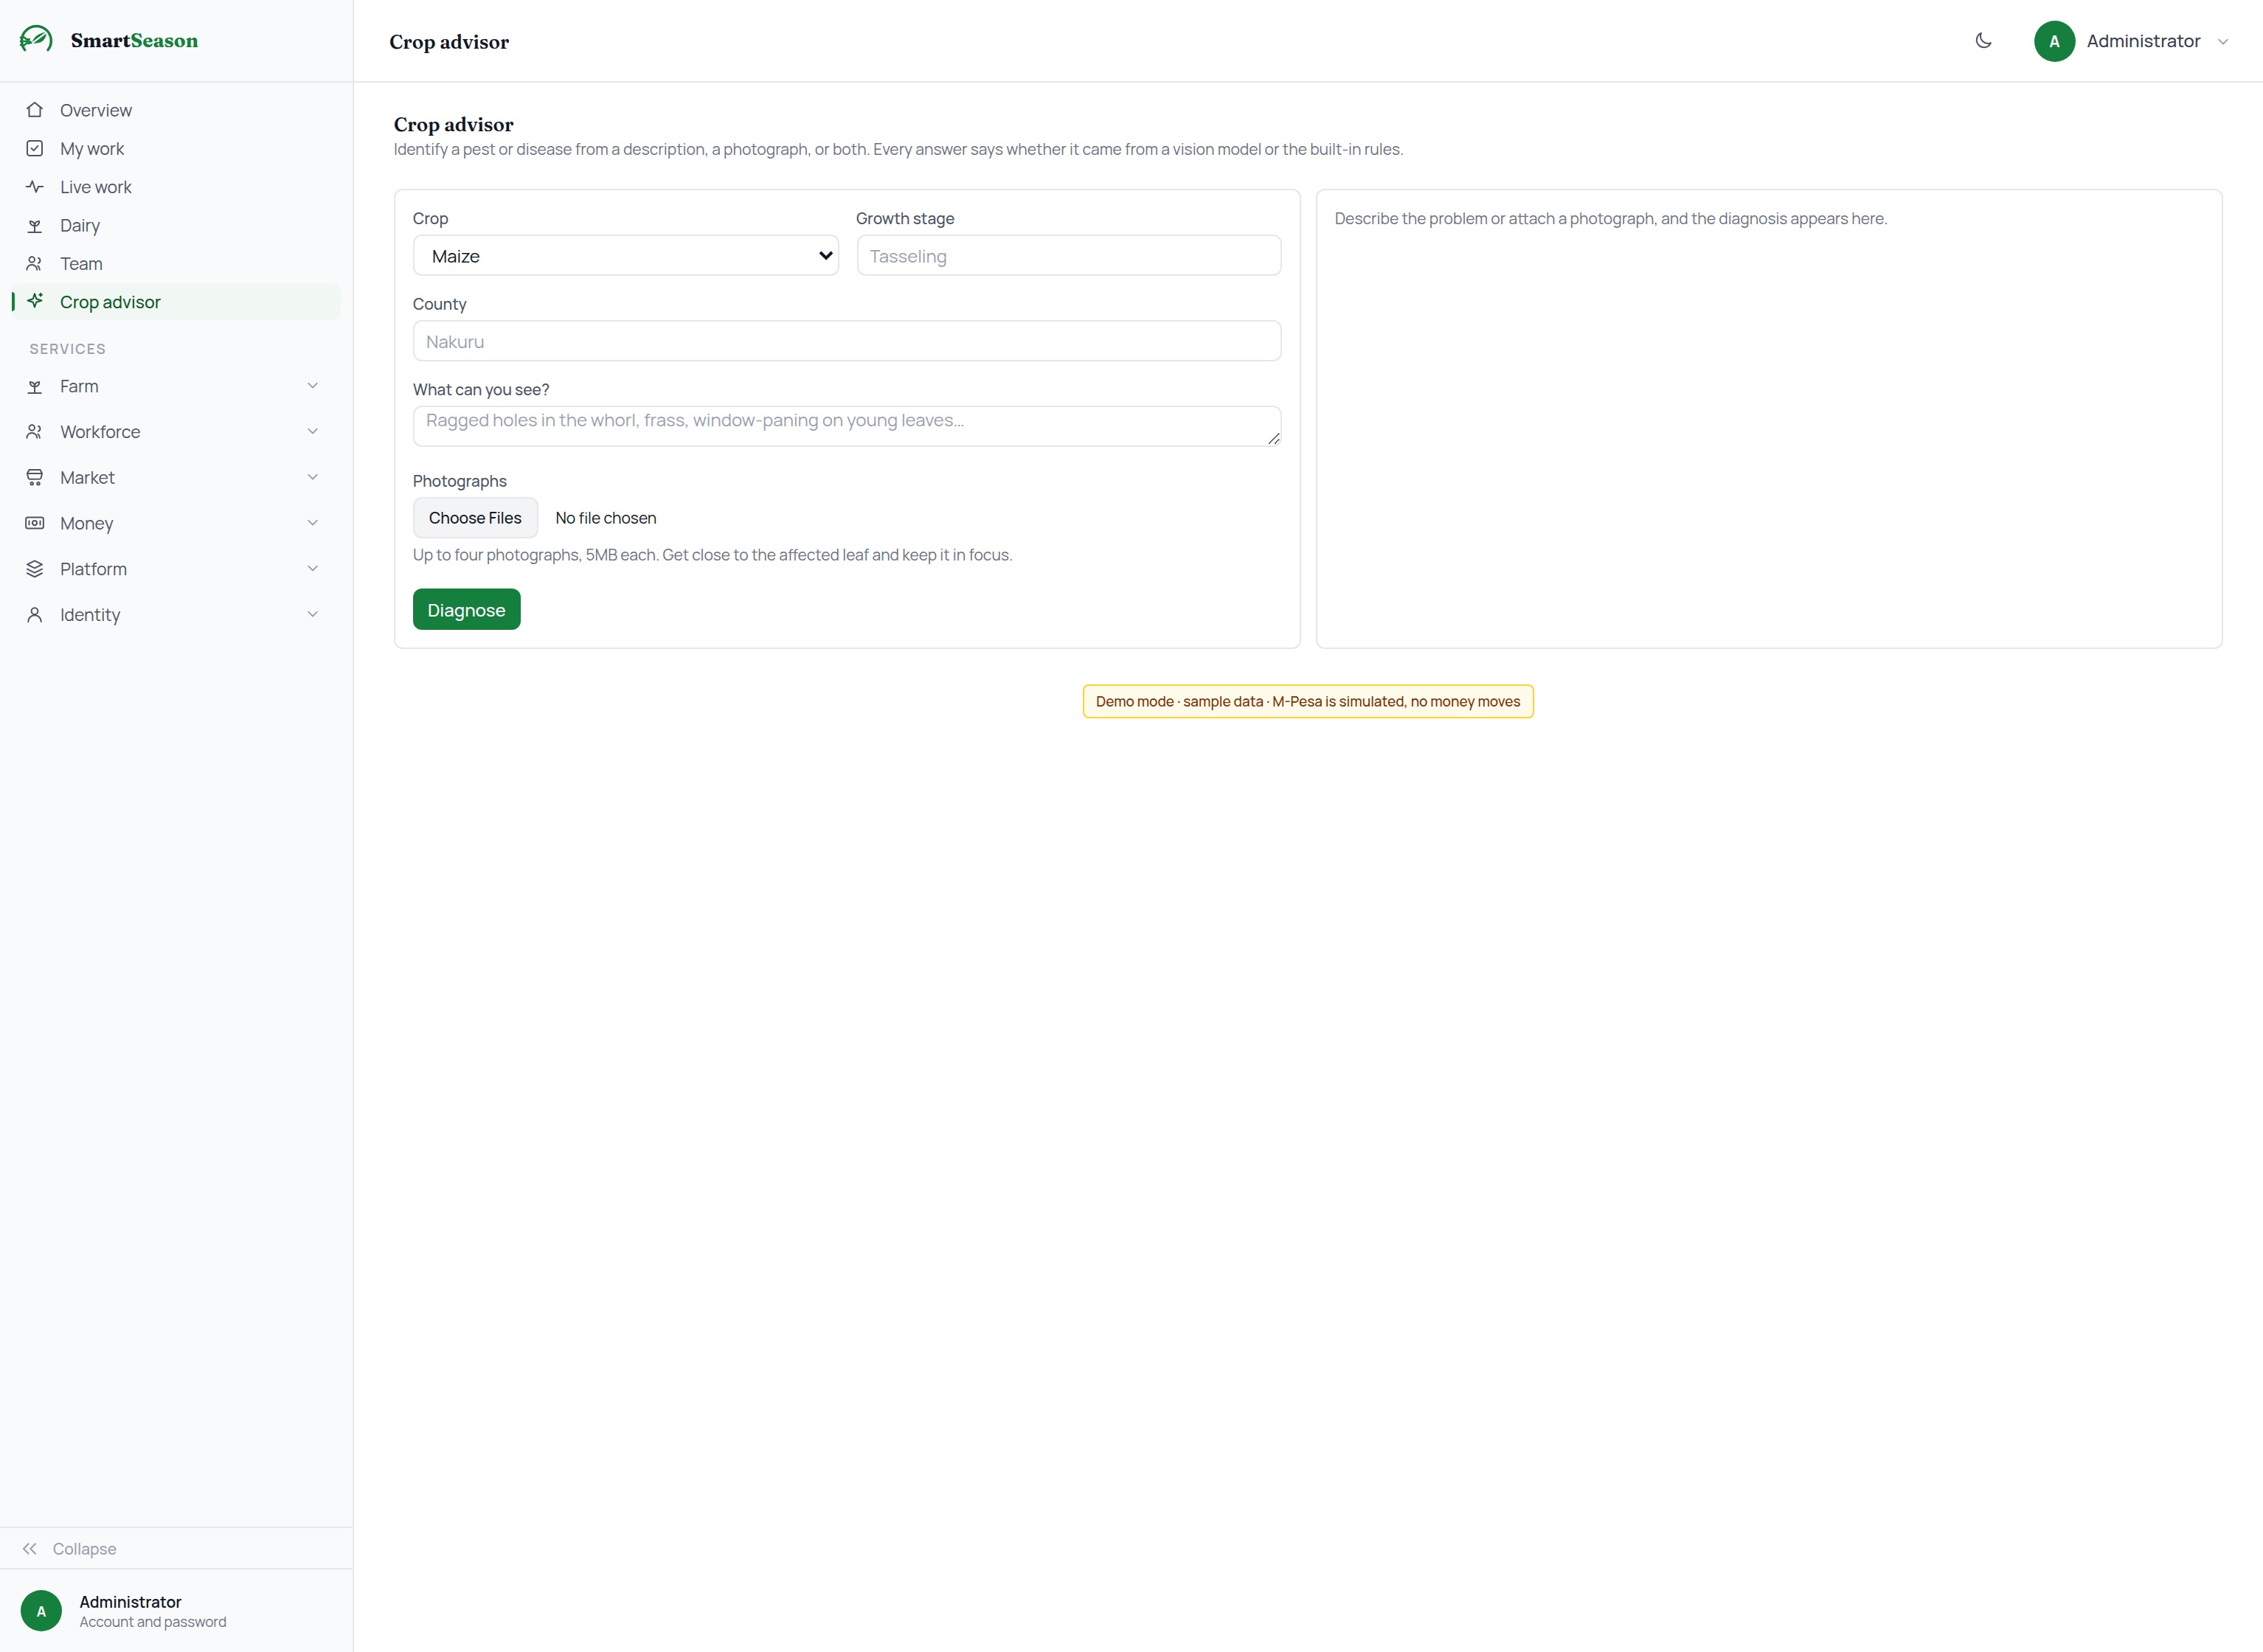 SmartSeason
Crop advisor
A
Administrator
Overview
My work
Live work
Dairy
Team
Crop advisor
SERVICES
Farm
Workforce
Market
Money
Platform
Identity
Collapse
A
Administrator
Account and password
Crop advisor
Identify a pest or disease from a description, a photograph, or both. Every answer says whether it came from a vision model or the built-in rules.
Crop
Growth stage
Maize
Tasseling
County
Nakuru
What can you see?
Ragged holes in the whorl, frass, window-paning on young leaves...
Photographs
Choose Files No file chosen
Up to four photographs, 5MB each. Get close to the affected leaf and keep it in focus.
Diagnose
Describe the problem or attach a photograph, and the diagnosis appears here.
Demo mode · sample data · M-Pesa is simulated, no money moves